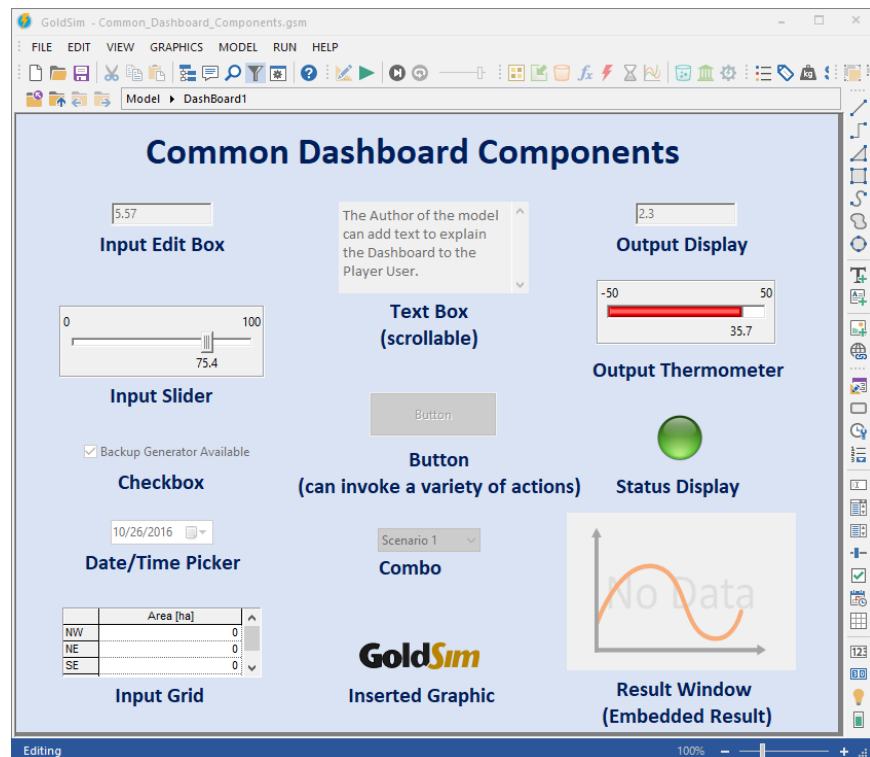 GoldSim - Common_Dashboard_Components.gsm
FILE EDIT VIEW GRAPHICS MODEL RUN HELP
Model DashBoard1
Common Dashboard Components
5.57
Input Edit Box
The Author of the model
can add text to explain
the Dashboard to the
Player User.
Text Box
(scrollable)
2.3
Output Display
0 100
75.4
Input Slider
-50 50
35.7
Output Thermometer
Backup Generator Available
Checkbox
Button
Button
(can invoke a variety of actions)
Status Display
10/26/2016
Date/Time Picker
Scenario 1
Combo
No Data
Result Window
(Embedded Result)
Area [ha]
NW 0
NE 0
SE 0
Input Grid
GoldSim
Inserted Graphic
Editing 100%